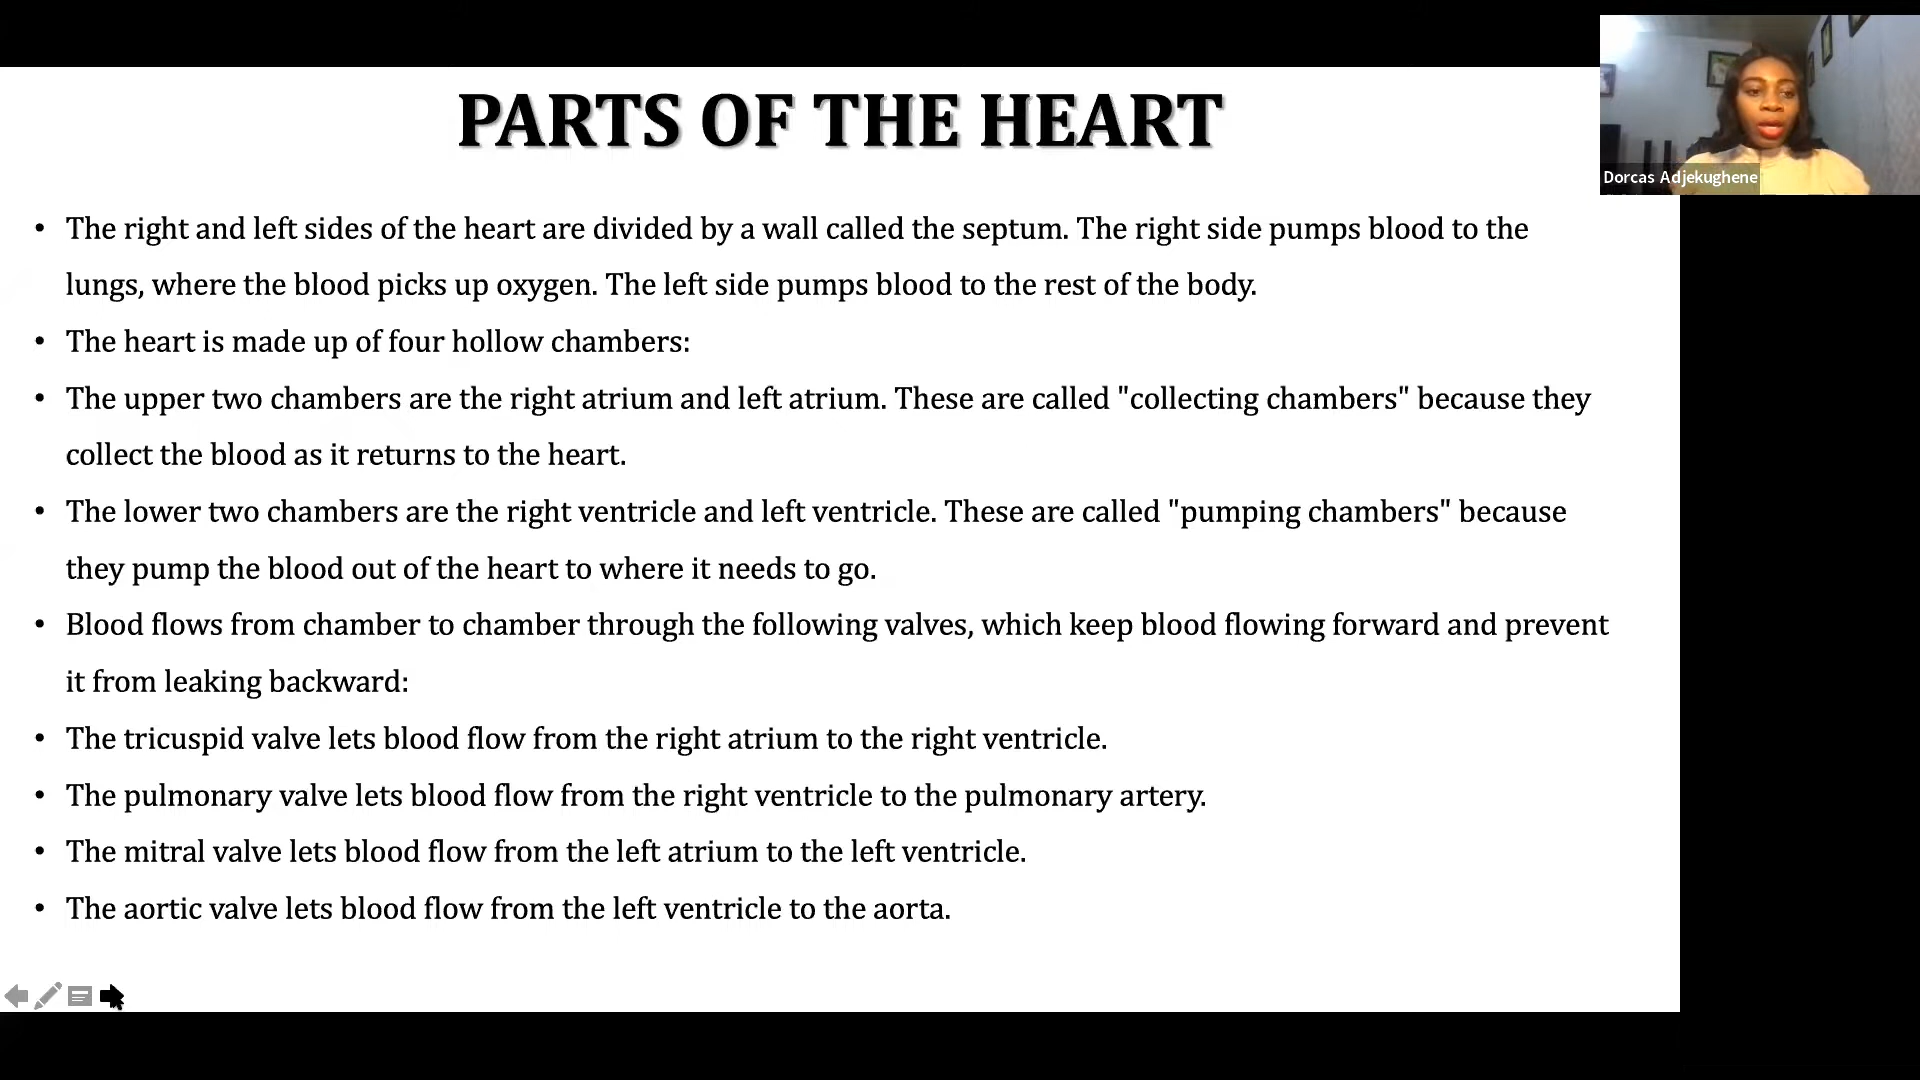 PARTS OF THE HEART
Dorcas Adjekughene
• The right and left sides of the heart are divided by a wall called the septum. The right side pumps blood to the
lungs, where the blood picks up oxygen. The left side pumps blood to the rest of the body.
• The heart is made up of four hollow chambers:
• The upper two chambers are the right atrium and left atrium. These are called "collecting chambers" because they
collect the blood as it returns to the heart.
• The lower two chambers are the right ventricle and left ventricle. These are called "pumping chambers" because
they pump the blood out of the heart to where it needs to go.
• Blood flows from chamber to chamber through the following valves, which keep blood flowing forward and prevent
it from leaking backward:
• The tricuspid valve lets blood flow from the right atrium to the right ventricle.
• The pulmonary valve lets blood flow from the right ventricle to the pulmonary artery.
• The mitral valve lets blood flow from the left atrium to the left ventricle.
• The aortic valve lets blood flow from the left ventricle to the aorta.